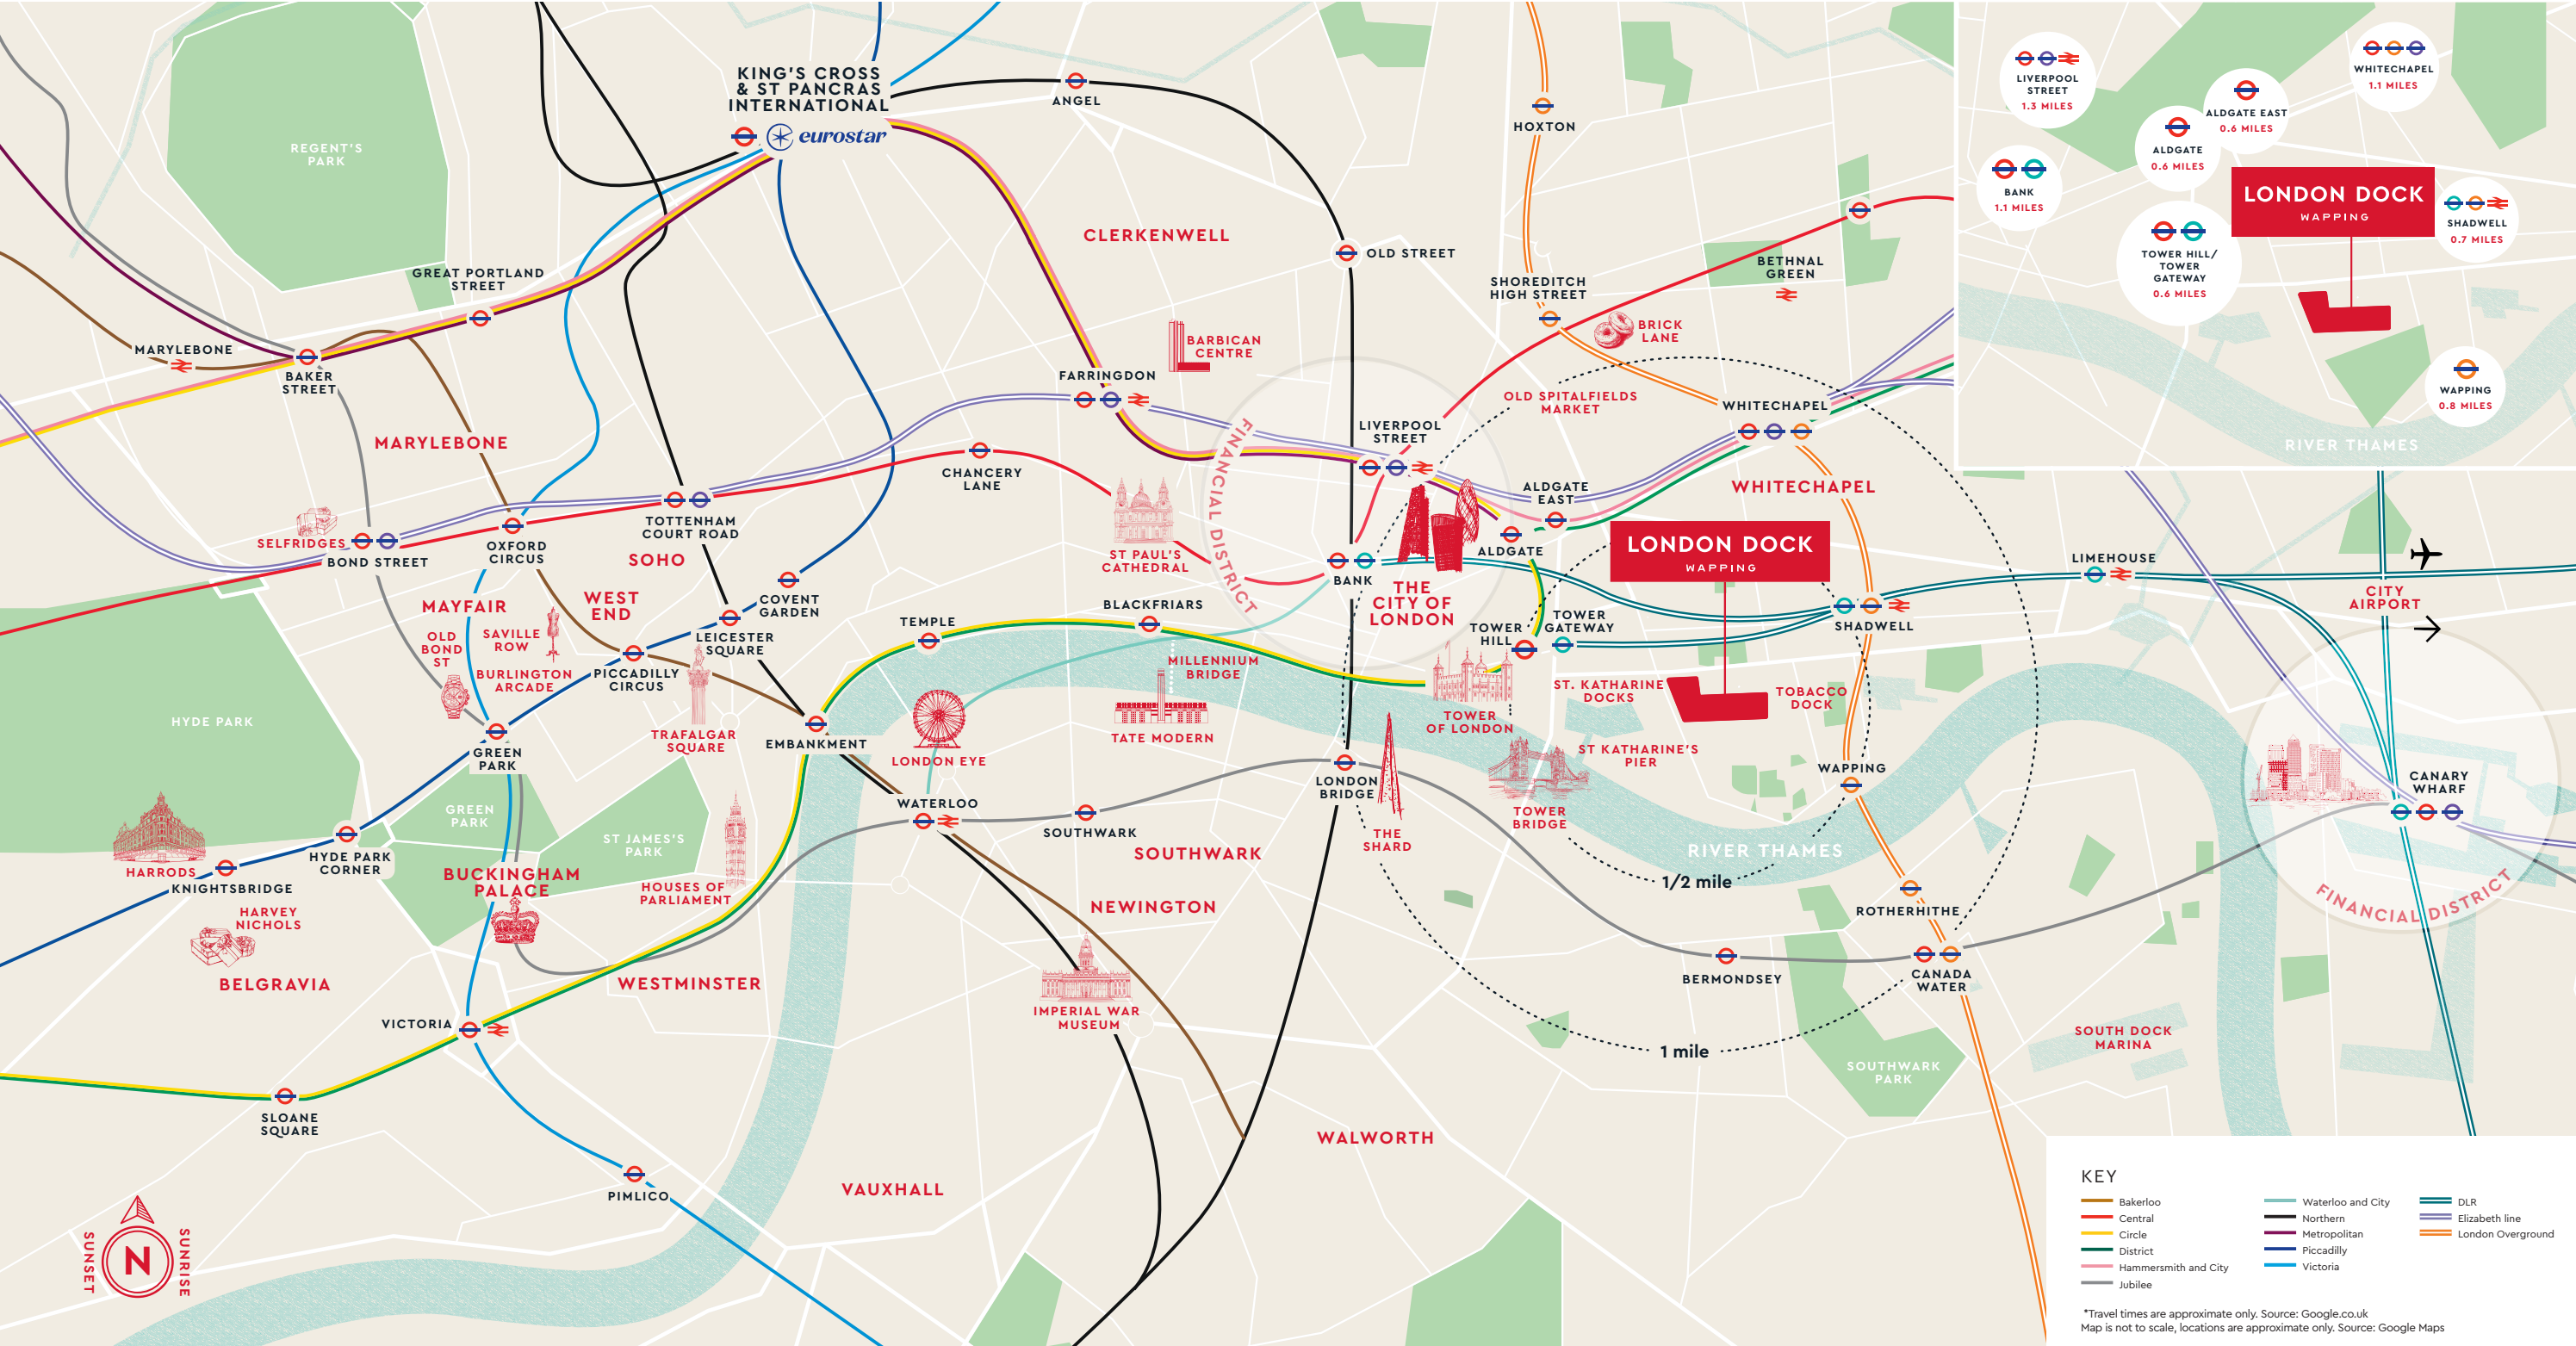 KING'S CROSS
& ST PANCRAS
INTERNATIONAL
eurostar
ANGEL
HOXTON
REGENT'S
PARK
CLERKENWELL
OLD STREET
BETHNAL
GREEN
GREAT PORTLAND
STREET
SHOREDITCH
HIGH STREET
BRICK
LANE
MARYLEBONE
BAKER
STREET
BARBICAN
CENTRE
FARRINGDON
OLD SPITALFIELDS
MARKET
WHITECHAPEL
MARYLEBONE
FINANCIAL DISTRICT
LIVERPOOL
STREET
CHANCERY
LANE
ALDGATE
EAST
WHITECHAPEL
TOTTENHAM
COURT ROAD
SELFRIDGES
BOND STREET
OXFORD
CIRCUS
SOHO
ST PAUL'S
CATHEDRAL
ALDGATE
LONDON DOCK
WAPPING
LIMEHOUSE
BANK
THE
CITY OF
LONDON
CITY
AIRPORT
MAYFAIR
WEST
END
COVENT
GARDEN
BLACKFRIARS
TEMPLE
TOWER
HILL
TOWER
GATEWAY
SHADWELL
OLD
BOND
ST
SAVILLE
ROW
LEICESTER
SQUARE
BURLINGTON
ARCADE
PICCADILLY
CIRCUS
MILLENNIUM
BRIDGE
ST. KATHARINE
DOCKS
TOBACCO
DOCK
HYDE PARK
TRAFALGAR
SQUARE
EMBANKMENT
LONDON EYE
TATE MODERN
TOWER
OF LONDON
ST KATHARINE'S
PIER
GREEN
PARK
WAPPING
LONDON
BRIDGE
CANARY
WHARF
GREEN
PARK
WATERLOO
SOUTHWARK
TOWER
BRIDGE
THE
SHARD
ST JAMES'S
PARK
HYDE PARK
CORNER
HARRODS
KNIGHTSBRIDGE
SOUTHWARK
RIVER THAMES
BUCKINGHAM
PALACE
HOUSES OF
PARLIAMENT
1/2 mile
FINANCIAL DISTRICT
HARVEY
NICHOLS
NEWINGTON
ROTHERHITHE
BELGRAVIA
WESTMINSTER
BERMONDSEY
CANADA
WATER
IMPERIAL WAR
MUSEUM
VICTORIA
1 mile
SOUTH DOCK
MARINA
SOUTHWARK
PARK
SLOANE
SQUARE
WALWORTH
PIMLICO
VAUXHALL
SUNSET
N
SUNRISE
LIVERPOOL
STREET
1.3 MILES
WHITECHAPEL
1.1 MILES
ALDGATE EAST
0.6 MILES
ALDGATE
0.6 MILES
BANK
1.1 MILES
LONDON DOCK
WAPPING
SHADWELL
0.7 MILES
TOWER HILL/
TOWER
GATEWAY
0.6 MILES
WAPPING
0.8 MILES
RIVER THAMES
KEY
Bakerloo
Central
Circle
District
Hammersmith and City
Jubilee
Waterloo and City
Northern
Metropolitan
Piccadilly
Victoria
DLR
Elizabeth line
London Overground
*Travel times are approximate only. Source: Google.co.uk
Map is not to scale, locations are approximate only. Source: Google Maps